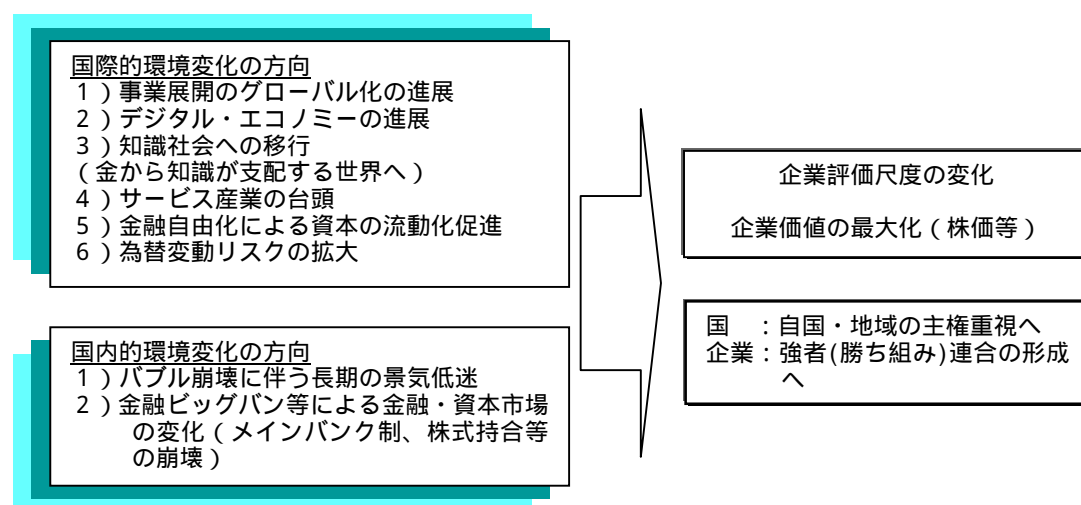 国際的環境変化の方向
1)事業展開のグローバル化の進展
2)デジタル・エコノミーの進展
3)知識社会への移行
(金から知識が支配する世界へ)
4)サービス産業の台頭
5)金融自由化による資本の流動化促進
6)為替変動リスクの拡大
国内的環境変化の方向
1)バブル崩壊に伴う長期の景気低迷
2)金融ビッグバン等による金融・資本市場
の変化(メインバンク制、株式持合等
の崩壊)
企業評価尺度の変化
企業価値の最大化(株価等)
国 :自国・地域の主権重視へ
企業:強者(勝ち組み)連合の形成
へ